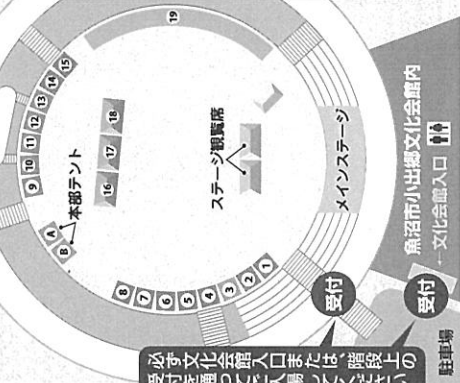 19
15
14
13
12
11
10
9
本部テント
A
B
18
17
16
ステージ観覧席
8
7
6
5
4
3
2
1
メインステージ
受付
受付
魚沼市小出郷文化会館内
←文化会館入口
駐車場
必ず文化会館入口または、階段上の
受付を通ってご入場してください。